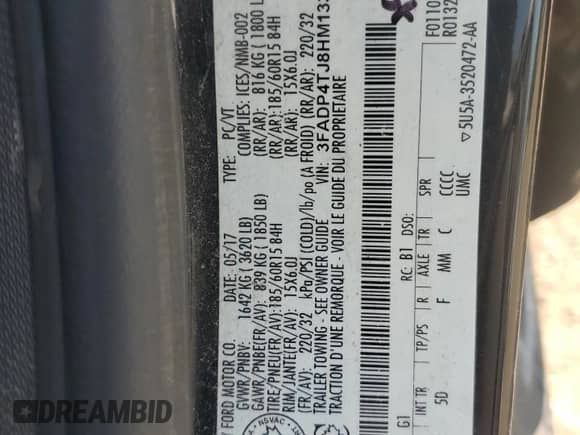 FORD MOTOR CO.
DATE: 05/17
GVWR/PNBV: 1642 KG ( 3620 LB)
GAWR/PNBE(FR/AV): 839 KG ( 1850 LB)
TIRE/PNEU(FR/AV): 185/60R15 84H
RIM/JANTE(FR/AV): 15X6.0J
(FR/AV): 220/32 kPa/PSI (COLD)/lb/po(A FROID) (RR/AR): 220/32
TRAILER TOWING - SEE OWNER GUIDE
TRACTION D'UNE REMORQUE - VOIR LE GUIDE DU PROPRIETAIRE
TYPE: PC/VT
COMPLIES: ICES/NMB-002
(RR/AR): 816 KG ( 1800
(RR/AR): 185/60R15 84H
(RR/AR): 15X6.0J
VIN: 3FADP4TJ8HM13
F0110
R0132
G1 RC: B1 DSO:
INT TR TP/PS R AXLE TR SPR
5D F MM C CCCC
UMC
▽5U5A-3520472-AA
NSVAC
DREAMBID